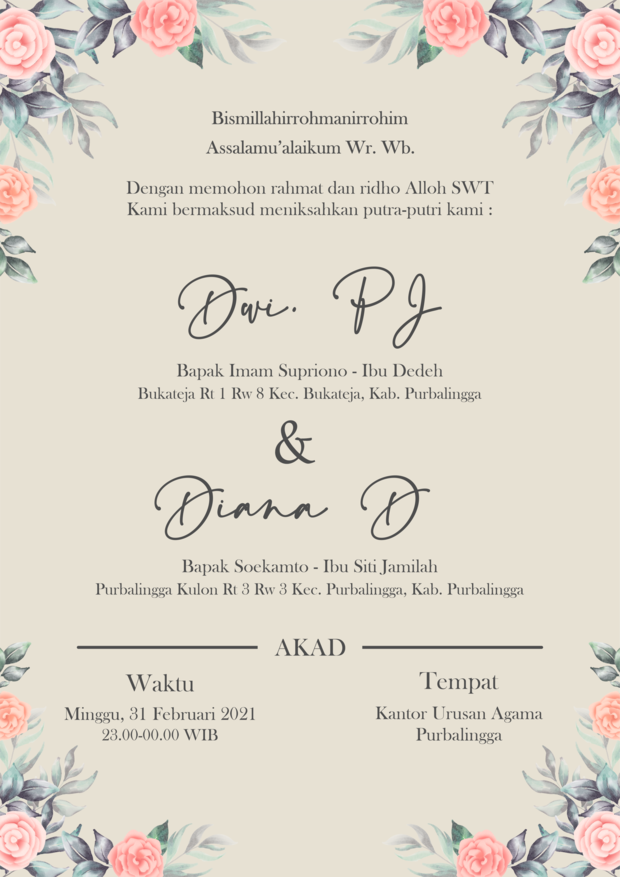 Bismillahirrohmanirrohim
Assalamu'alaikum Wr. Wb.
Dengan memohon rahmat dan ridho Alloh SWT
Kami bermaksud meniksahkan putra-putri kami :
Dwi. PJ
Bapak Imam Supriono - Ibu Dedeh
Bukateja Rt 1 Rw 8 Kec. Bukateja, Kab. Purbalingga
&
Diana D
Bapak Soekamto - Ibu Siti Jamilah
Purbalingga Kulon Rt 3 Rw 3 Kec. Purbalingga, Kab. Purbalingga
AKAD
Waktu
Minggu, 31 Februari 2021
23.00-00.00 WIB
Tempat
Kantor Urusan Agama
Purbalingga